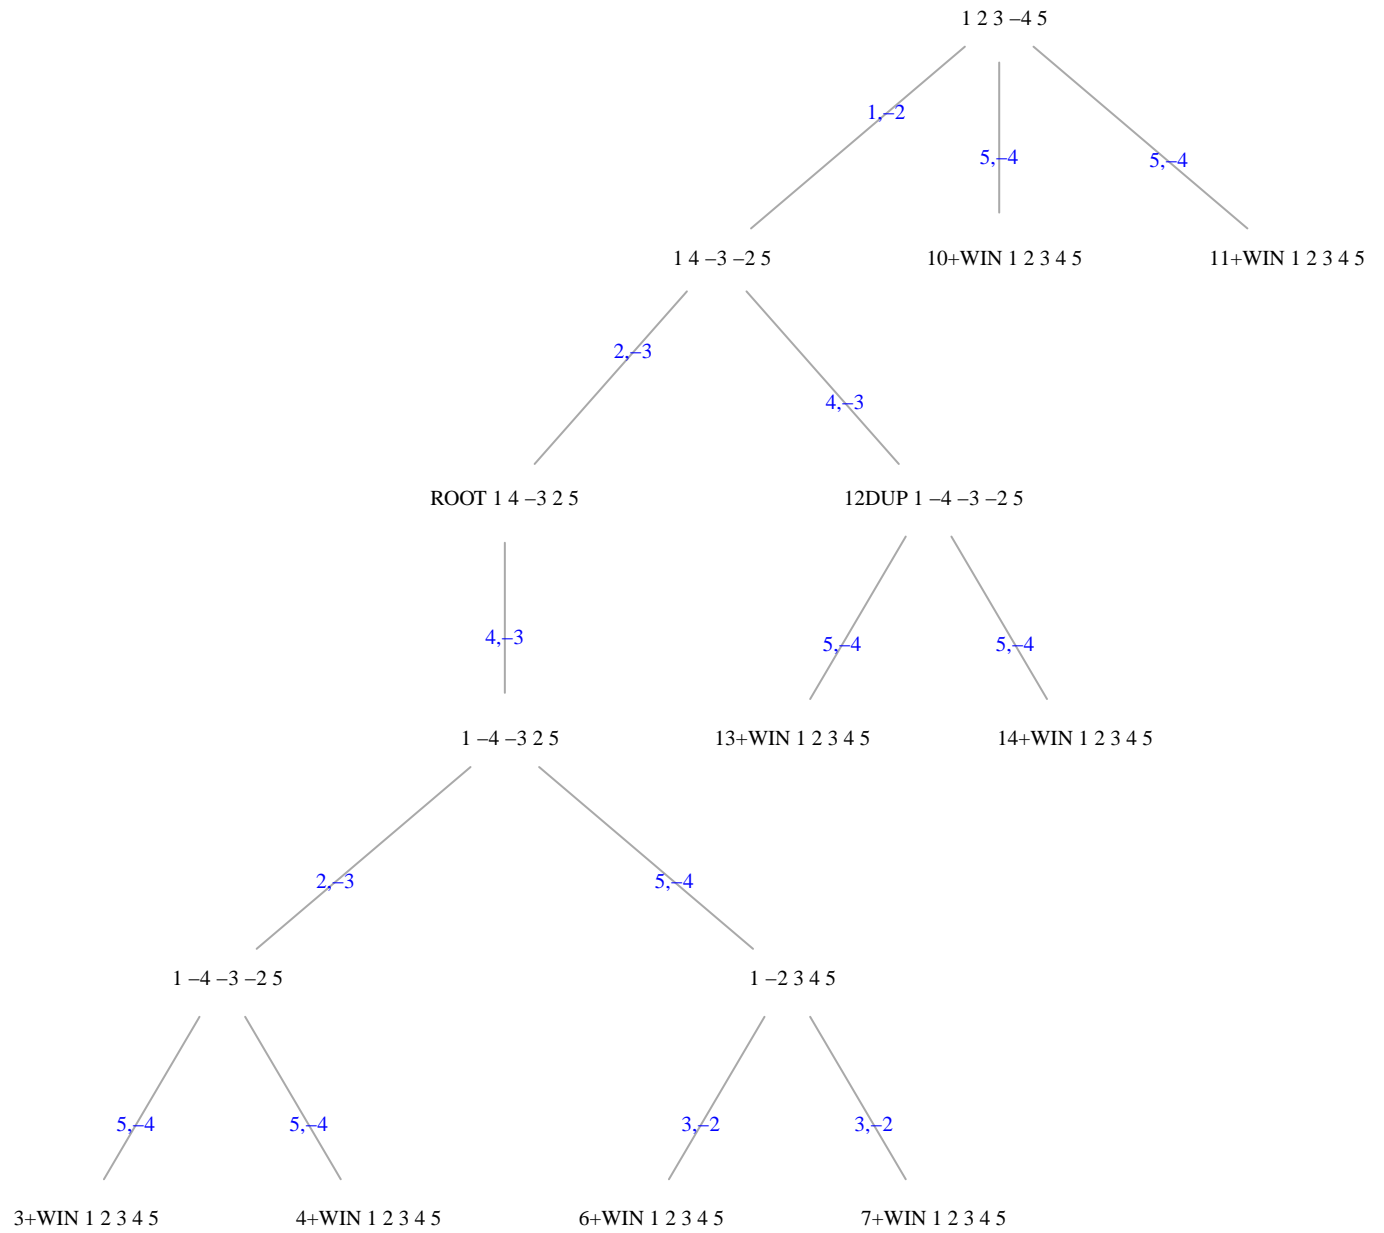 1 2 3 –4 5
1,–2
5,–4
5,–4
1 4 –3 –2 5
10+WIN 1 2 3 4 5
11+WIN 1 2 3 4 5
2,–3
4,–3
ROOT 1 4 –3 2 5
12DUP 1 –4 –3 –2 5
4,–3
5,–4
5,–4
1 –4 –3 2 5
13+WIN 1 2 3 4 5
14+WIN 1 2 3 4 5
2,–3
5,–4
1 –4 –3 –2 5
1 –2 3 4 5
5,–4
5,–4
3,–2
3,–2
3+WIN 1 2 3 4 5
4+WIN 1 2 3 4 5
6+WIN 1 2 3 4 5
7+WIN 1 2 3 4 5